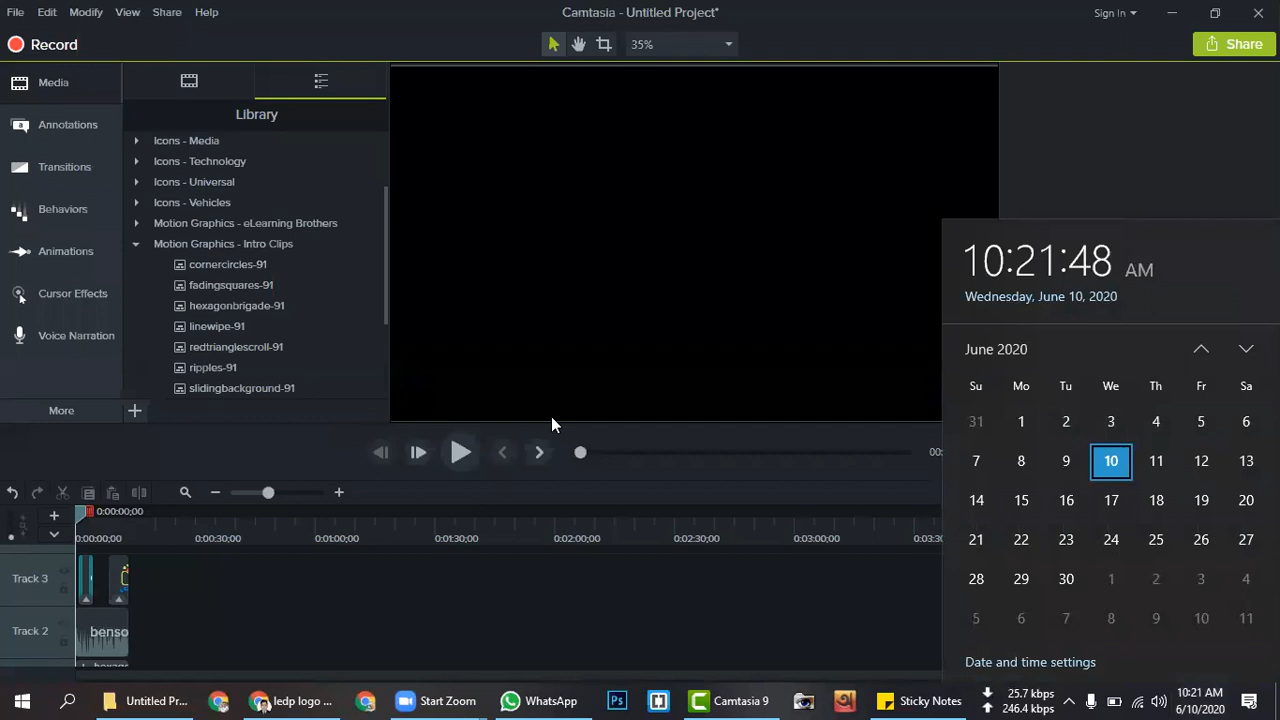 File Edit Modify View Share Help
Camtasia - Untitled Project*
Sign In
Record
35%
Share
Media
Annotations
Transitions
Behaviors
Animations
Cursor Effects
Voice Narration
More
Library
Icons - Media
Icons - Technology
Icons - Universal
Icons - Vehicles
Motion Graphics - eLearning Brothers
Motion Graphics - Intro Clips
cornercircles-91
fadingsquares-91
hexagonbrigade-91
linewipe-91
redtrianglescroll-91
ripples-91
slidingbackground-91
00:
0:00:00;00
0:00:00;00 0:00:30;00 0:01:00;00 0:01:30;00 0:02:00;00 0:02:30;00 0:03:00;00 0:03:30
Track 3
Track 2
benso
10:21:48 AM
Wednesday, June 10, 2020
June 2020
Su Mo Tu We Th Fr Sa
31 1 2 3 4 5 6
7 8 9 10 11 12 13
14 15 16 17 18 19 20
21 22 23 24 25 26 27
28 29 30 1 2 3 4
5 6 7 8 9 10 11
Date and time settings
Untitled Pr...
ledp logo ...
Start Zoom
WhatsApp
Ps
Camtasia 9
Sticky Notes
25.7 kbps
246.4 kbps
10:21 AM
6/10/2020